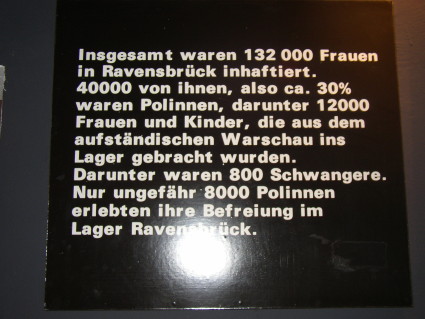 Insgesamt waren 132 000 Frauen
in Ravensbrück inhaftiert.
40000 von ihnen, also ca. 30%
waren Polinnen, darunter 12000
Frauen und Kinder, die aus dem
aufständischen Warschau ins
Lager gebracht wurden.
Darunter waren 800 Schwangere.
Nur ungefähr 8000 Polinnen
erlebten ihre Befreiung im
Lager Ravensbrück.